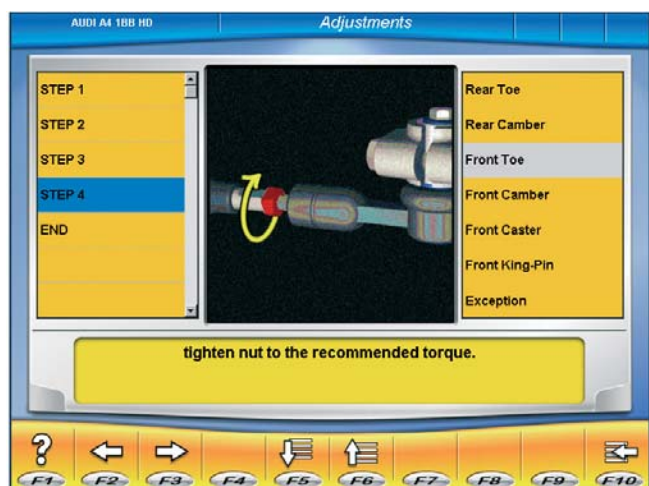 AUDI A4 1BB HD
Adjustments
STEP 1
STEP 2
STEP 3
STEP 4
END
Rear Toe
Rear Camber
Front Toe
Front Camber
Front Caster
Front King-Pin
Exception
tighten nut to the recommended torque.
?
F1 F2 F3 F4 F5 F6 F7 F8 F9 F10